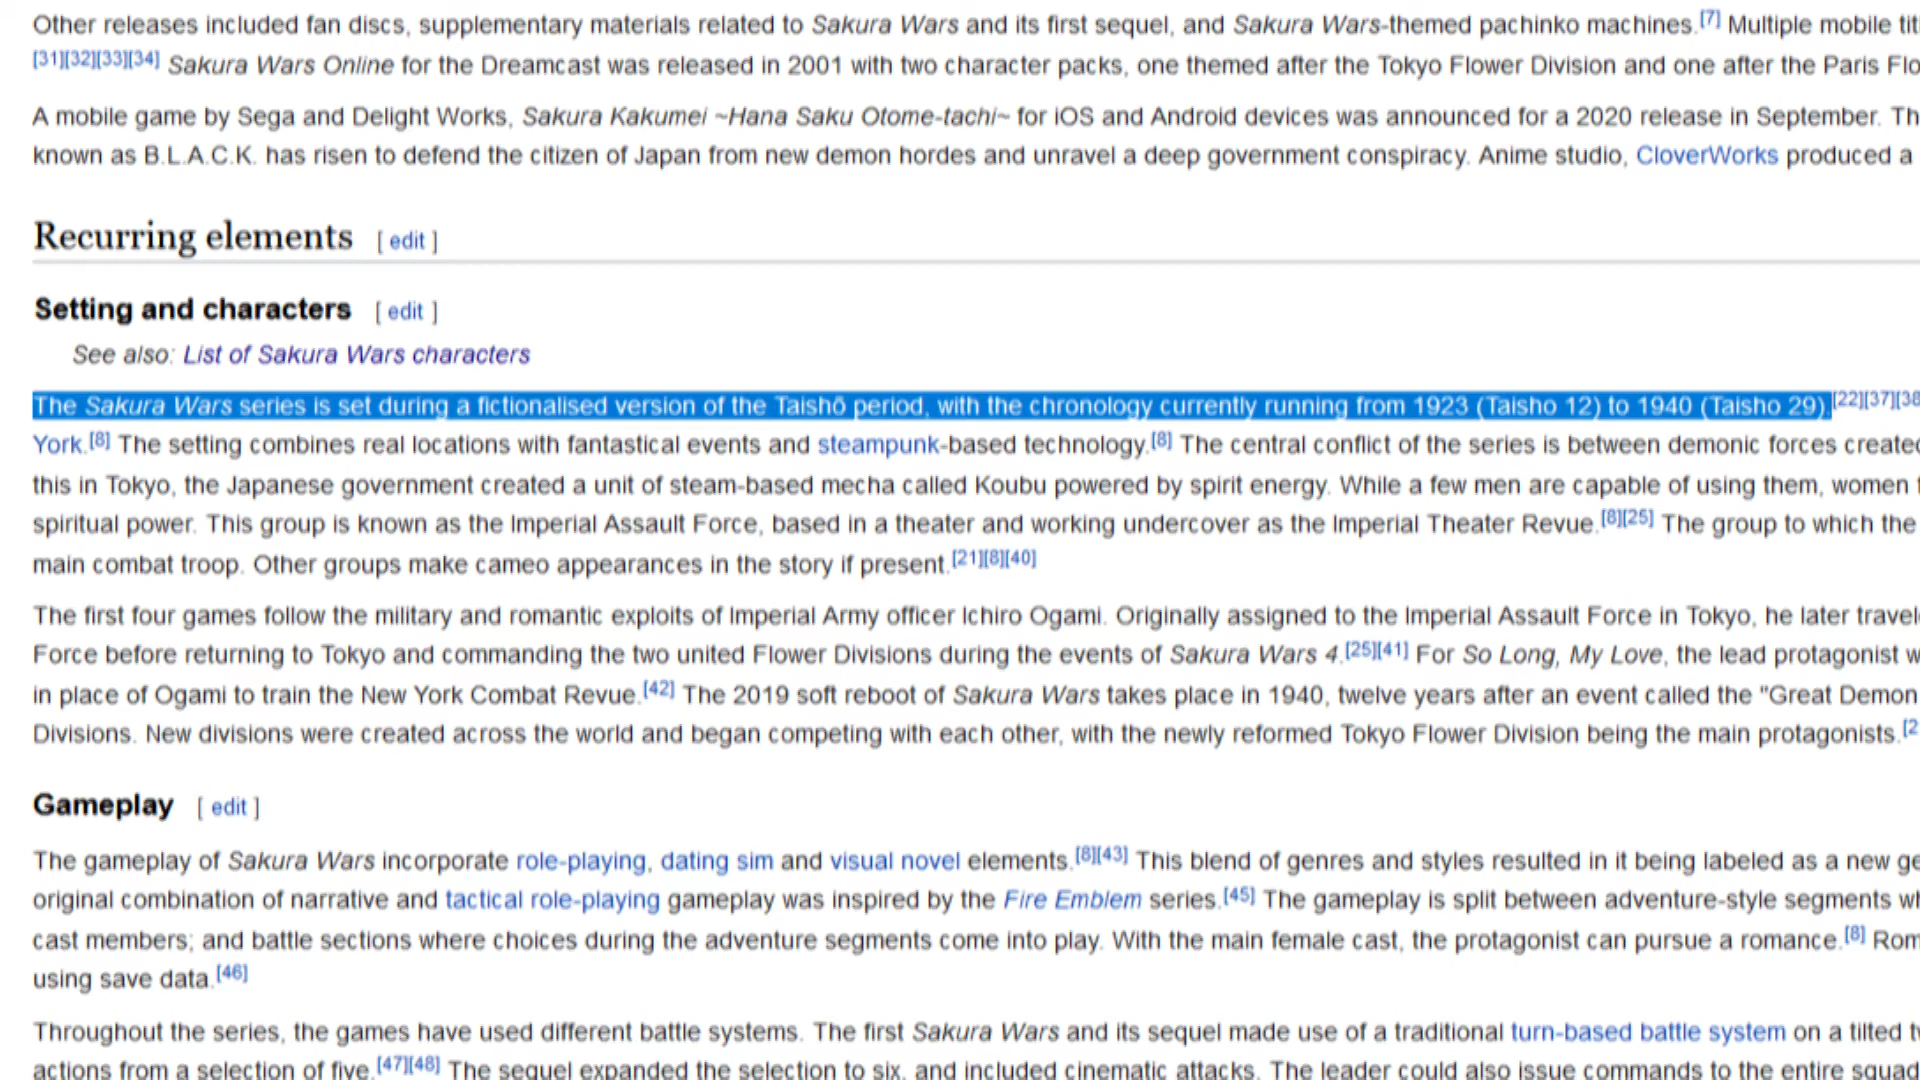 Other releases included fan discs, supplementary materials related to Sakura Wars and its first sequel, and Sakura Wars-themed pachinko machines.[7] Multiple mobile
[31][32][33][34] Sakura Wars Online for the Dreamcast was released in 2001 with two character packs, one themed after the Tokyo Flower Division and one after the Paris
A mobile game by Sega and Delight Works, Sakura Kakumei ~Hana Saku Otome-tachi~ for iOS and Android devices was announced for a 2020 release in September.
known as B.L.A.C.K. has risen to defend the citizen of Japan from new demon hordes and unravel a deep government conspiracy. Anime studio, CloverWorks produced a
Recurring elements [ edit ]
Setting and characters [ edit ]
See also: List of Sakura Wars characters
The Sakura Wars series is set during a fictionalised version of the Taishō period, with the chronology currently running from 1923 (Taisho 12) to 1940 (Taisho 29).[22][37][38
York.[8] The setting combines real locations with fantastical events and steampunk-based technology.[8] The central conflict of the series is between demonic forces created
this in Tokyo, the Japanese government created a unit of steam-based mecha called Koubu powered by spirit energy. While a few men are capable of using them, women
spiritual power. This group is known as the Imperial Assault Force, based in a theater and working undercover as the Imperial Theater Revue.[8][25] The group to which the
main combat troop. Other groups make cameo appearances in the story if present.[21][8][40]
The first four games follow the military and romantic exploits of Imperial Army officer Ichiro Ogami. Originally assigned to the Imperial Assault Force in Tokyo, he later
Force before returning to Tokyo and commanding the two united Flower Divisions during the events of Sakura Wars 4.[25][41] For So Long, My Love, the lead protagonist
in place of Ogami to train the New York Combat Revue.[42] The 2019 soft reboot of Sakura Wars takes place in 1940, twelve years after an event called the "Great Demon
Divisions. New divisions were created across the world and began competing with each other, with the newly reformed Tokyo Flower Division being the main protagonists.[2
Gameplay [ edit ]
The gameplay of Sakura Wars incorporate role-playing, dating sim and visual novel elements.[8][43] This blend of genres and styles resulted in it being labeled as a new
original combination of narrative and tactical role-playing gameplay was inspired by the Fire Emblem series.[45] The gameplay is split between adventure-style segments
cast members; and battle sections where choices during the adventure segments come into play. With the main female cast, the protagonist can pursue a romance.[8]
using save data.[46]
Throughout the series, the games have used different battle systems. The first Sakura Wars and its sequel made use of a traditional turn-based battle system on a tilted
actions from a selection of five.[47][48] The sequel expanded the selection to six, and included cinematic attacks. The leader could also issue commands to the entire squad